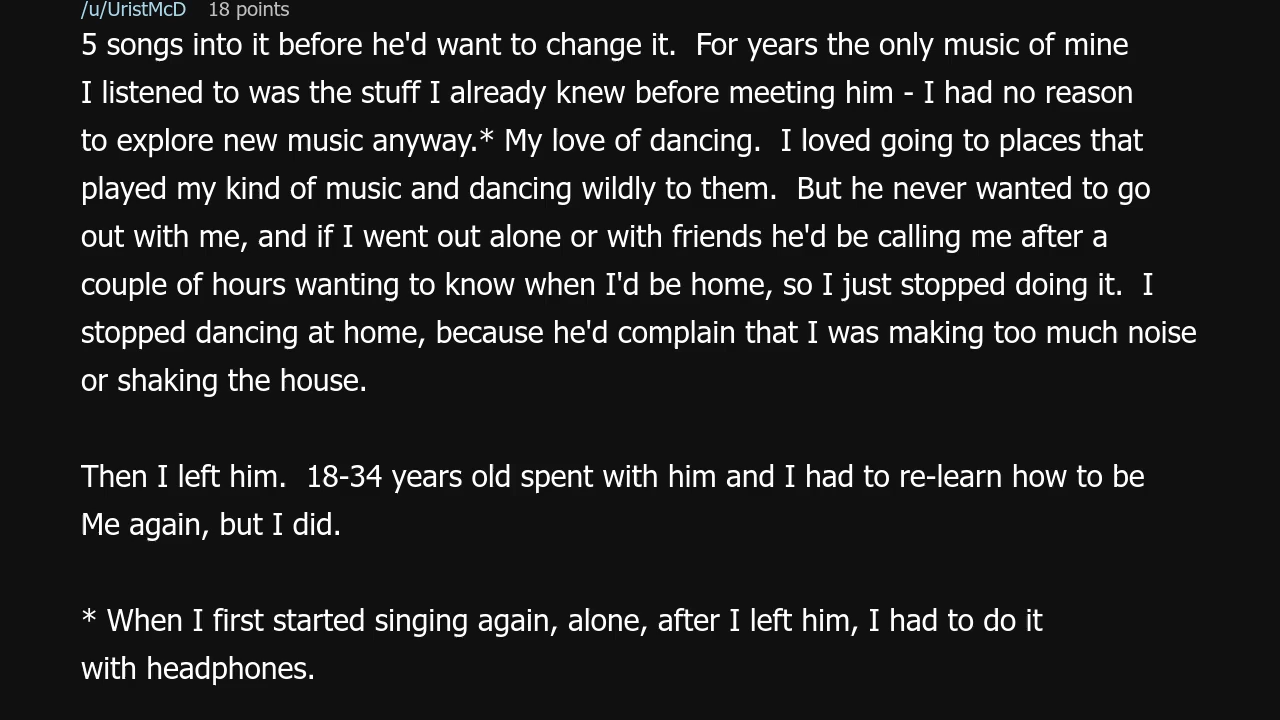 /u/UristMcD 18 points
5 songs into it before he'd want to change it.  For years the only music of mine
I listened to was the stuff I already knew before meeting him - I had no reason
to explore new music anyway.* My love of dancing.  I loved going to places that
played my kind of music and dancing wildly to them.  But he never wanted to go
out with me, and if I went out alone or with friends he'd be calling me after a
couple of hours wanting to know when I'd be home, so I just stopped doing it.  I
stopped dancing at home, because he'd complain that I was making too much noise
or shaking the house.
Then I left him.  18-34 years old spent with him and I had to re-learn how to be
Me again, but I did.
* When I first started singing again, alone, after I left him, I had to do it
with headphones.